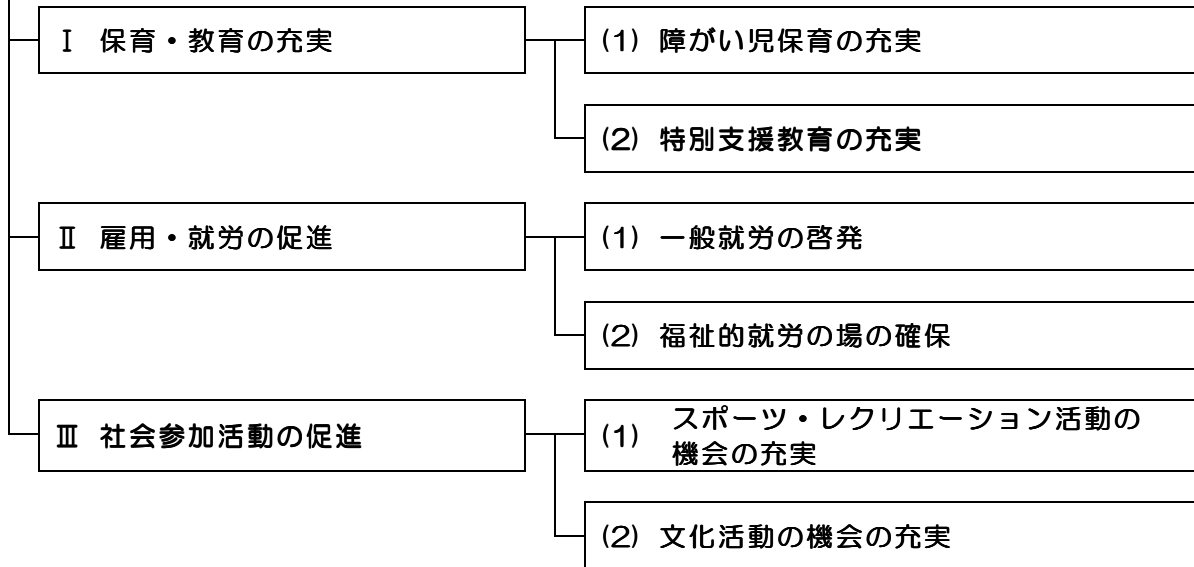 Ⅰ 保育・教育の充実
(1) 障がい児保育の充実
(2) 特別支援教育の充実
Ⅱ 雇用・就労の促進
(1) 一般就労の啓発
(2) 福祉的就労の場の確保
Ⅲ 社会参加活動の促進
(1) スポーツ・レクリエーション活動の
機会の充実
(2) 文化活動の機会の充実